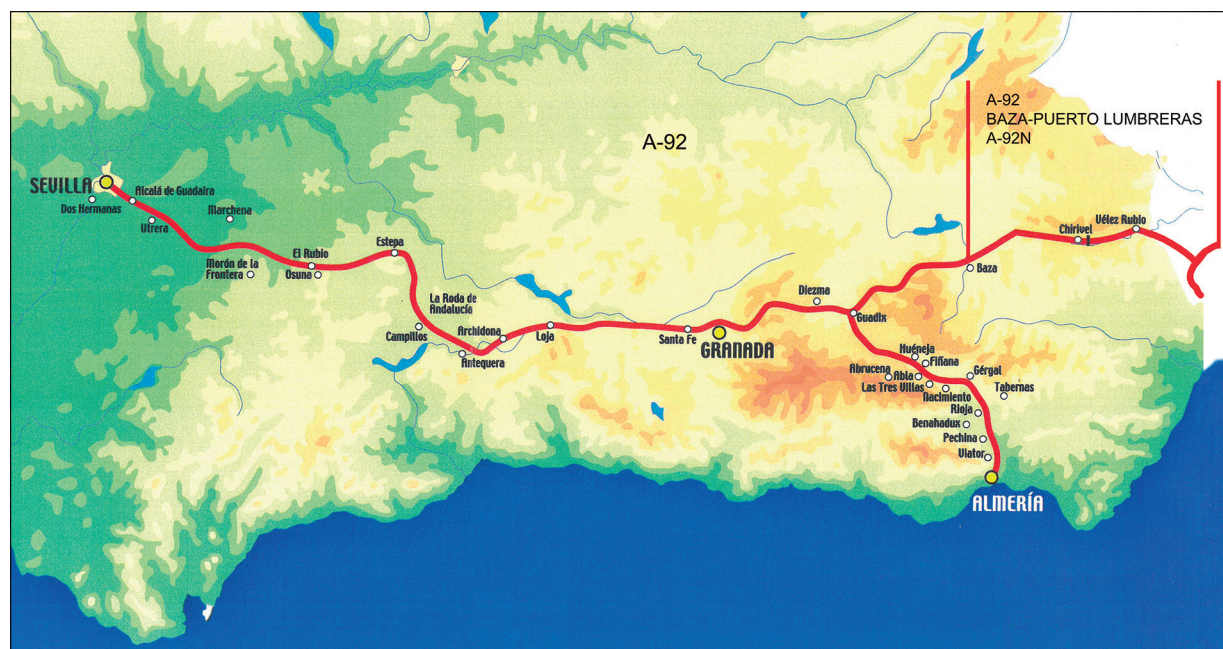 A-92
BAZA-PUERTO LUMBRERAS
A-92N
A-92
SEVILLA
Alcalá de Guadaira
Dos Hermanas
Utrera
Marchena
Morón de la
Frontera
El Rubio
Osuna
Estepa
La Roda de
Andalucía
Campillos
Antequera
Archidona
Loja
Santa Fe
GRANADA
Diezma
Guadix
Baza
Chirivel
Vélez Rubio
Huéneja
Fiñana
Abrucena
Abla
Las Tres Villas
Nacimiento
Gérgal
Tabernas
Rioja
Benahadux
Pechina
Viator
ALMERÍA